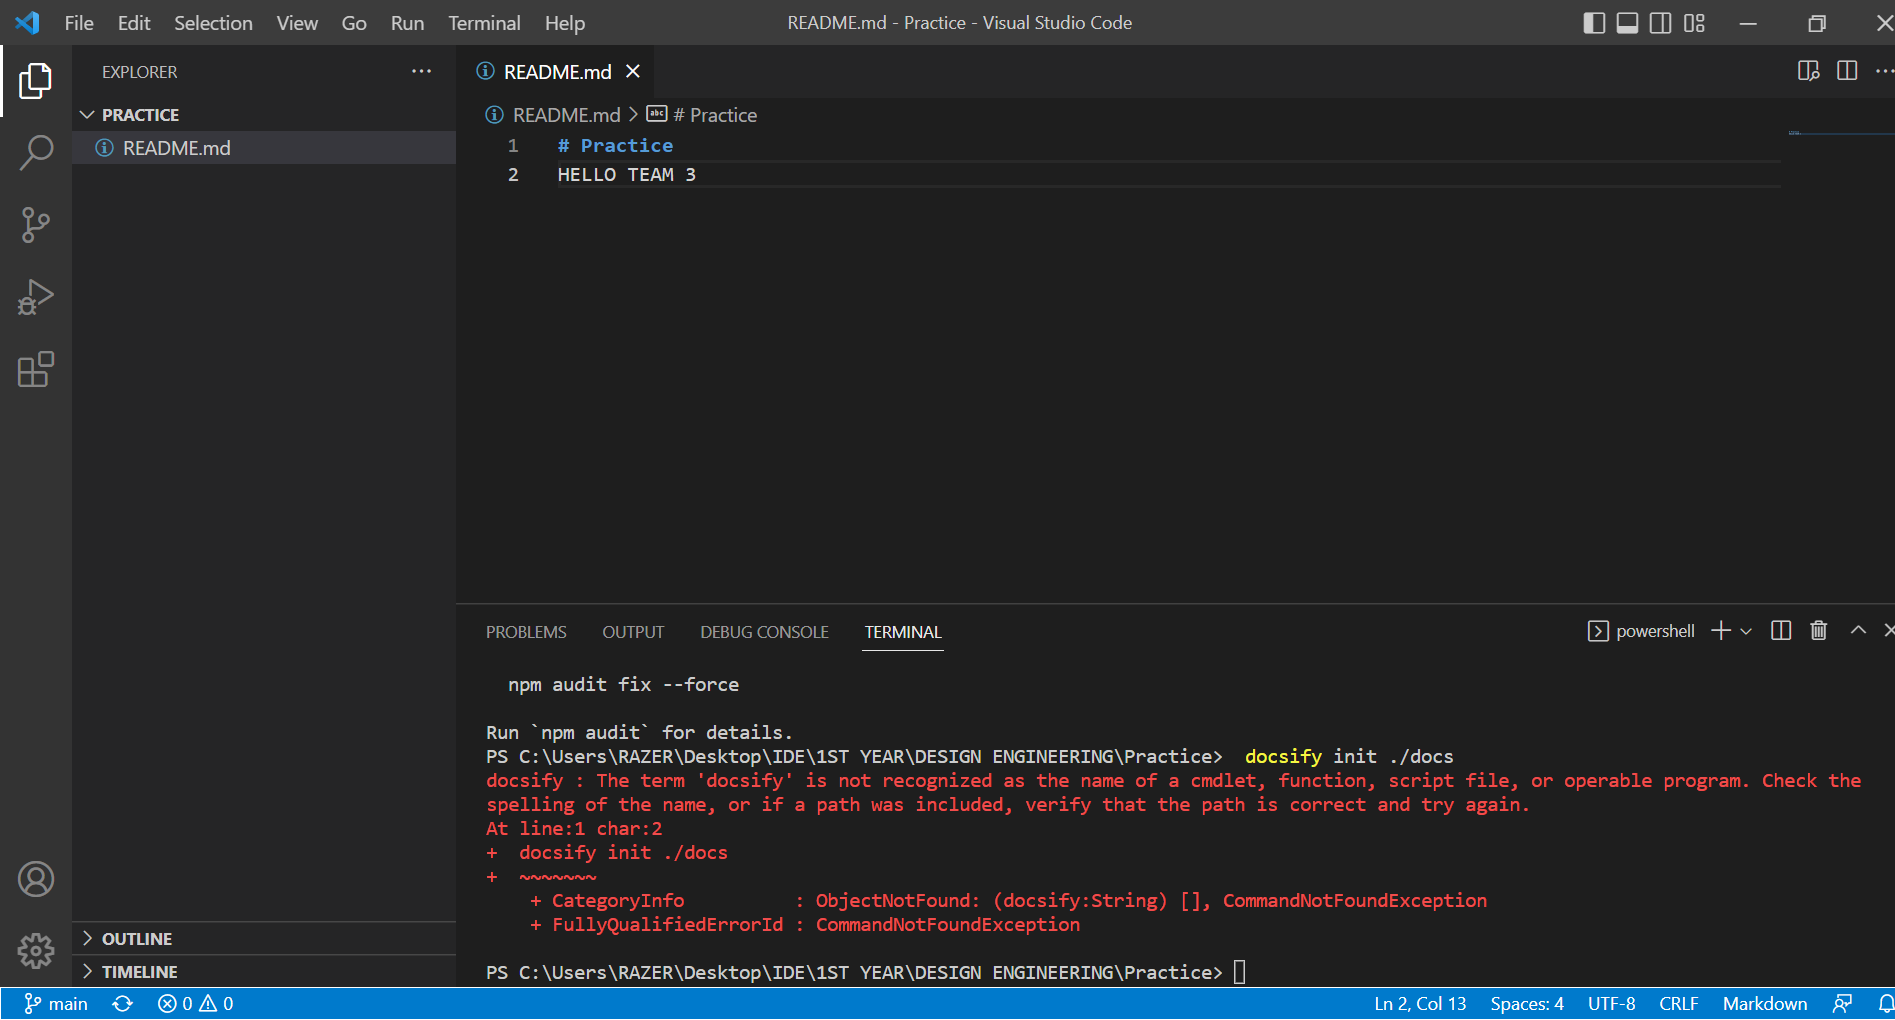 File Edit Selection View Go Run Terminal Help
README.md - Practice - Visual Studio Code
EXPLORER
PRACTICE
README.md
OUTLINE
TIMELINE
README.md
README.md > abc # Practice
1 # Practice
2 HELLO TEAM 3
PROBLEMS OUTPUT DEBUG CONSOLE TERMINAL
powershell
npm audit fix --force
Run `npm audit` for details.
PS C:\Users\RAZER\Desktop\IDE\1ST YEAR\DESIGN ENGINEERING\Practice>  docsify init ./docs
docsify : The term 'docsify' is not recognized as the name of a cmdlet, function, script file, or operable program. Check the
spelling of the name, or if a path was included, verify that the path is correct and try again.
At line:1 char:2
+  docsify init ./docs
+  ~~~~~~~
    + CategoryInfo          : ObjectNotFound: (docsify:String) [], CommandNotFoundException
    + FullyQualifiedErrorId : CommandNotFoundException
PS C:\Users\RAZER\Desktop\IDE\1ST YEAR\DESIGN ENGINEERING\Practice>
main 0 0 Ln 2, Col 13 Spaces: 4 UTF-8 CRLF Markdown